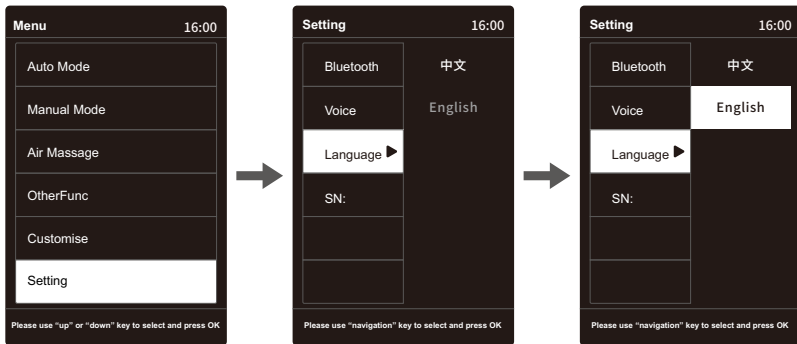 Menu 16:00
Auto Mode
Manual Mode
Air Massage
OtherFunc
Customise
Setting
Please use “up” or “down” key to select and press OK
Setting 16:00
Bluetooth 中文
Voice English
Language
SN:
Please use “navigation” key to select and press OK
Setting 16:00
Bluetooth 中文
Voice English
Language
SN:
Please use “navigation” key to select and press OK